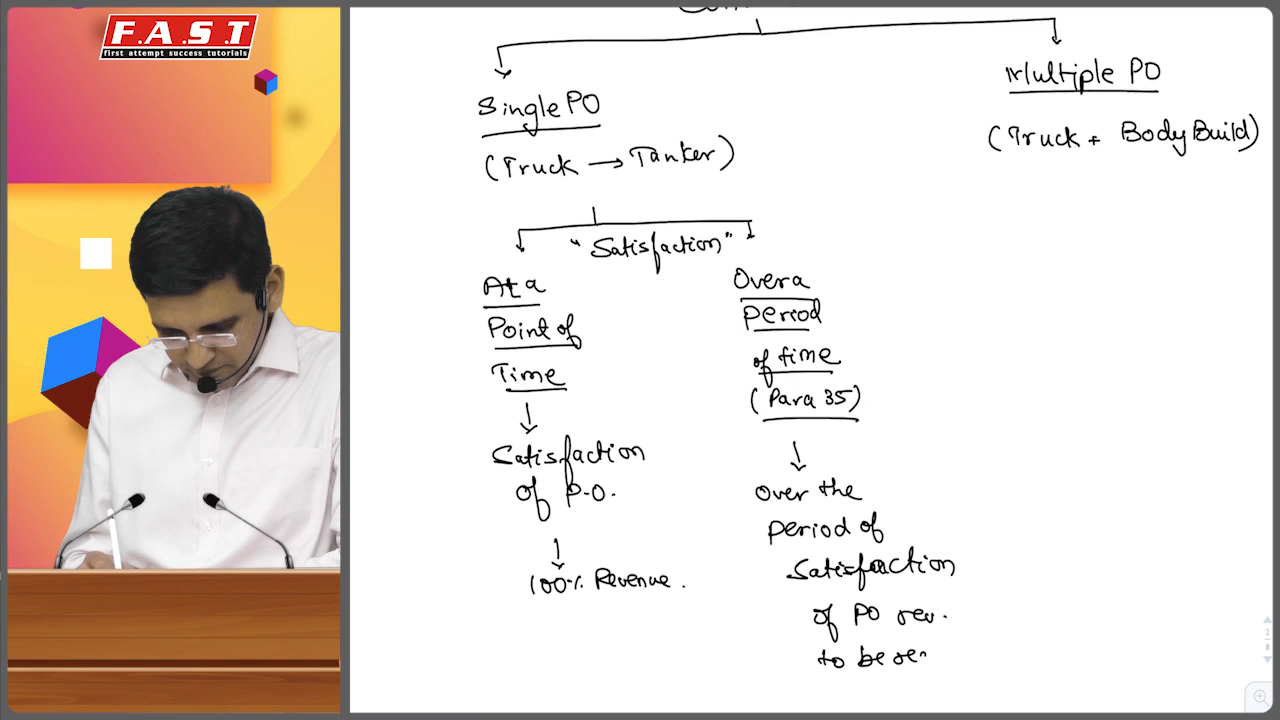 F.A.S.T
first attempt success tutorials
Single PO
Multiple PO
(Truck → Tanker)
(Truck + Body Build)
"Satisfaction"
At a
Point of
Time
Over a
Period
of time
(Para 35)
Satisfaction
of P.O.
100% Revenue.
Over the
period of
Satisfaction
of PO rev.
to be re